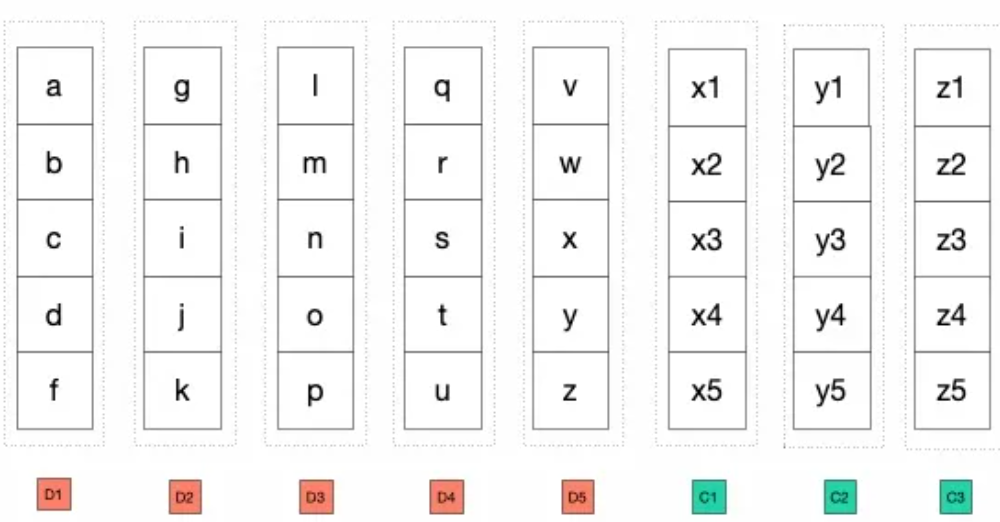 a g l q v x1 y1 z1
b h m r w x2 y2 z2
c i n s x x3 y3 z3
d j o t y x4 y4 z4
f k p u z x5 y5 z5
D1 D2 D3 D4 D5 C1 C2 C3